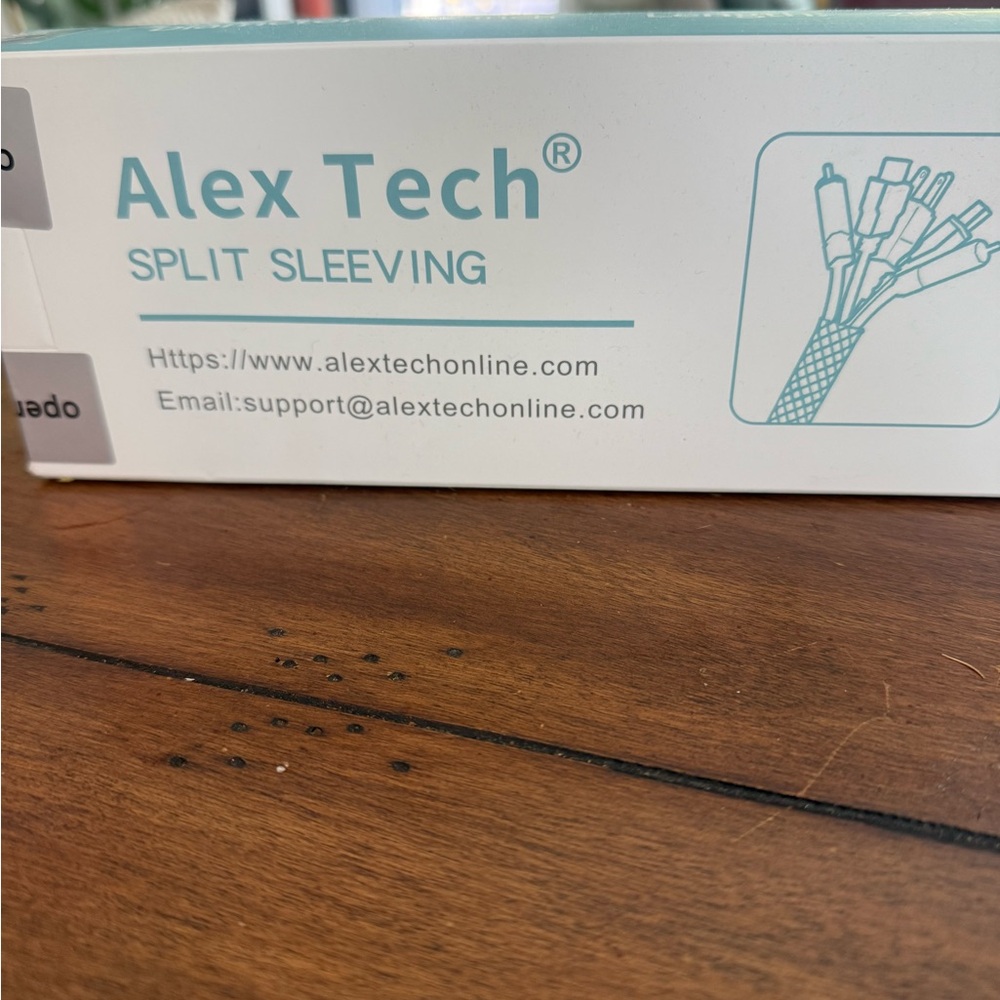 Alex Tech®
SPLIT SLEEVING
Https://www.alextechonline.com
Email:support@alextechonline.com